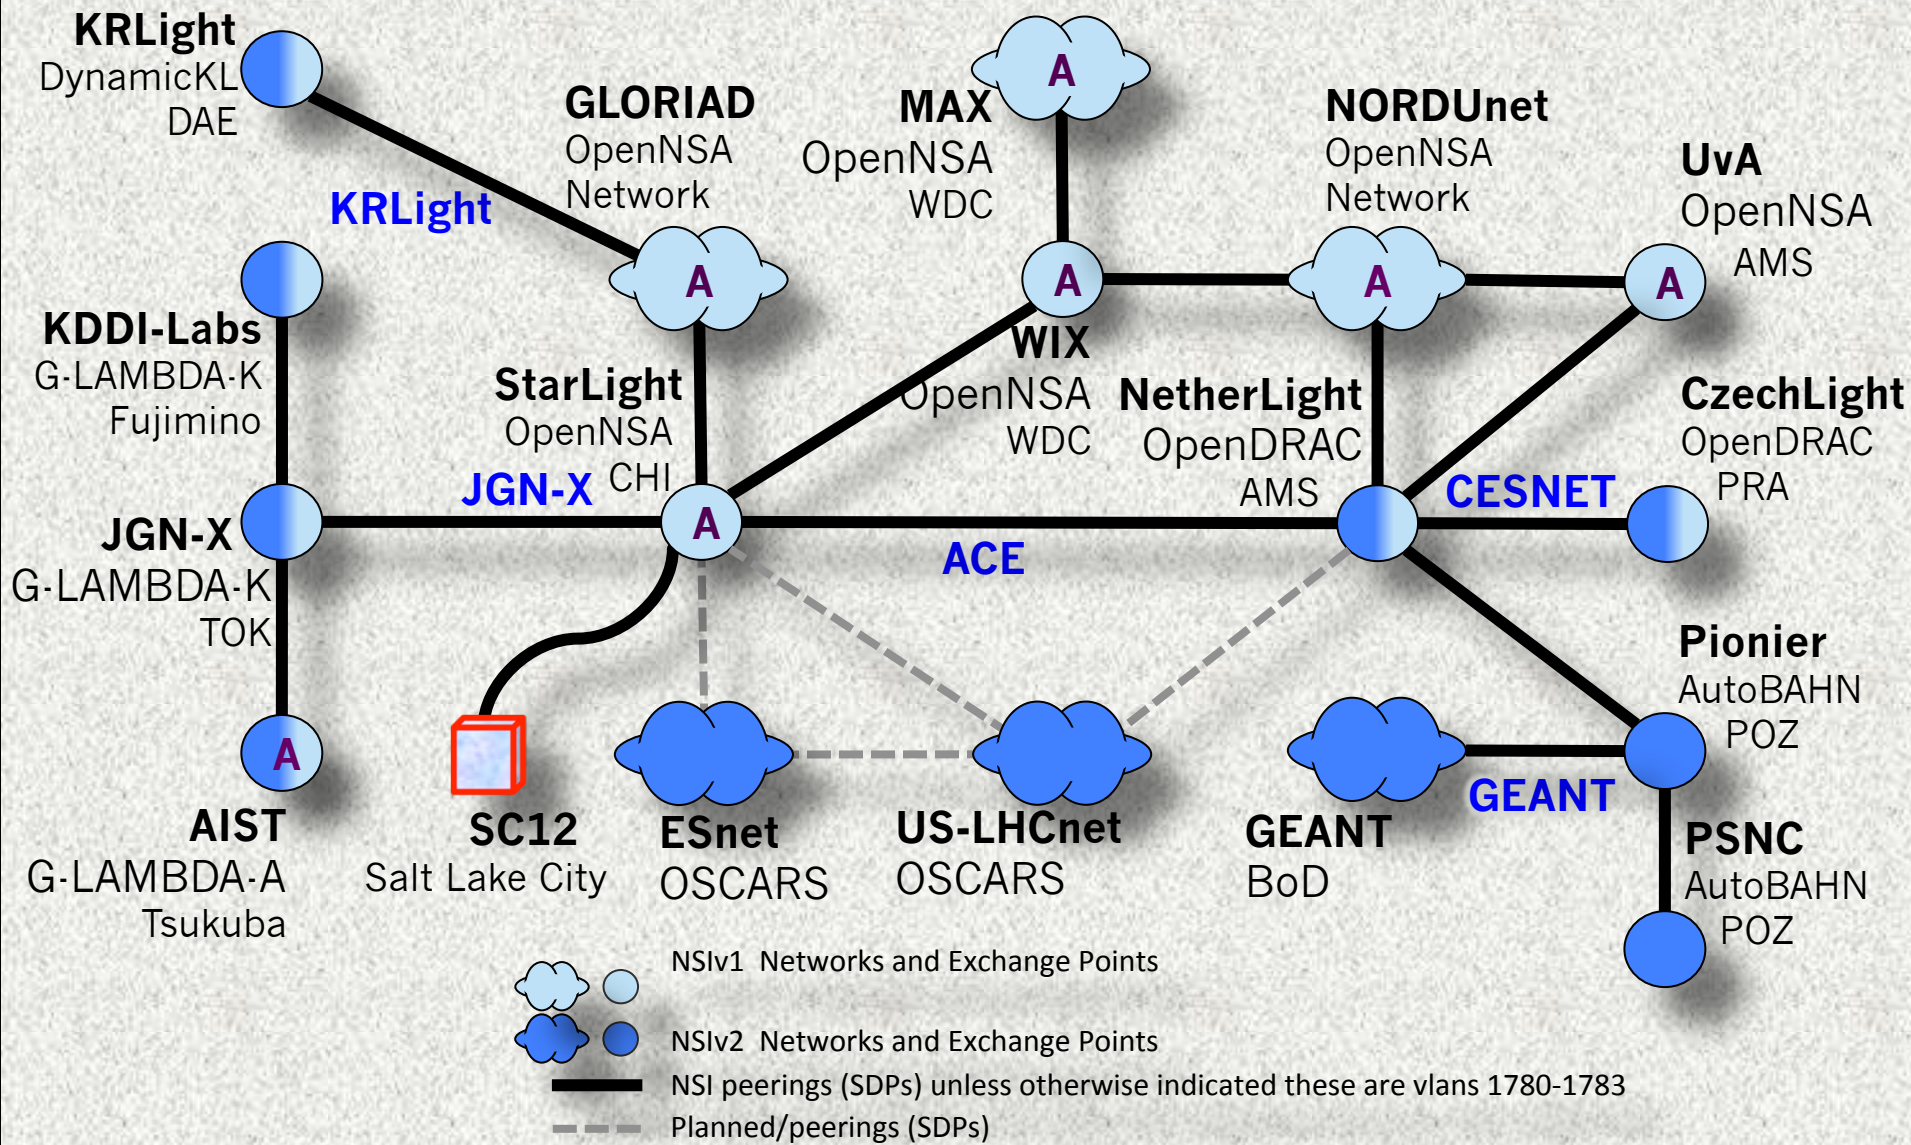 KRLight
DynamicKL
DAE
KRLight
GLORIAD
OpenNSA
Network
A
MAX
OpenNSA
WDC
A
NORDUnet
OpenNSA
Network
A
UvA
OpenNSA
AMS
A
KDDI-Labs
G-LAMBDA-K
Fujimino
StarLight
OpenNSA
CHI
A
WIX
OpenNSA
WDC
A
NetherLight
OpenDRAC
AMS
CzechLight
OpenDRAC
PRA
CESNET
JGN-X
JGN-X
G-LAMBDA-K
TOK
ACE
Pionier
AutoBAHN
POZ
A
AIST
G-LAMBDA-A
Tsukuba
SC12
Salt Lake City
ESnet
OSCARS
US-LHCnet
OSCARS
GEANT
BoD
GEANT
PSNC
AutoBAHN
POZ
NSIv1 Networks and Exchange Points
NSIv2 Networks and Exchange Points
NSI peerings (SDPs) unless otherwise indicated these are vlans 1780-1783
Planned/peerings (SDPs)